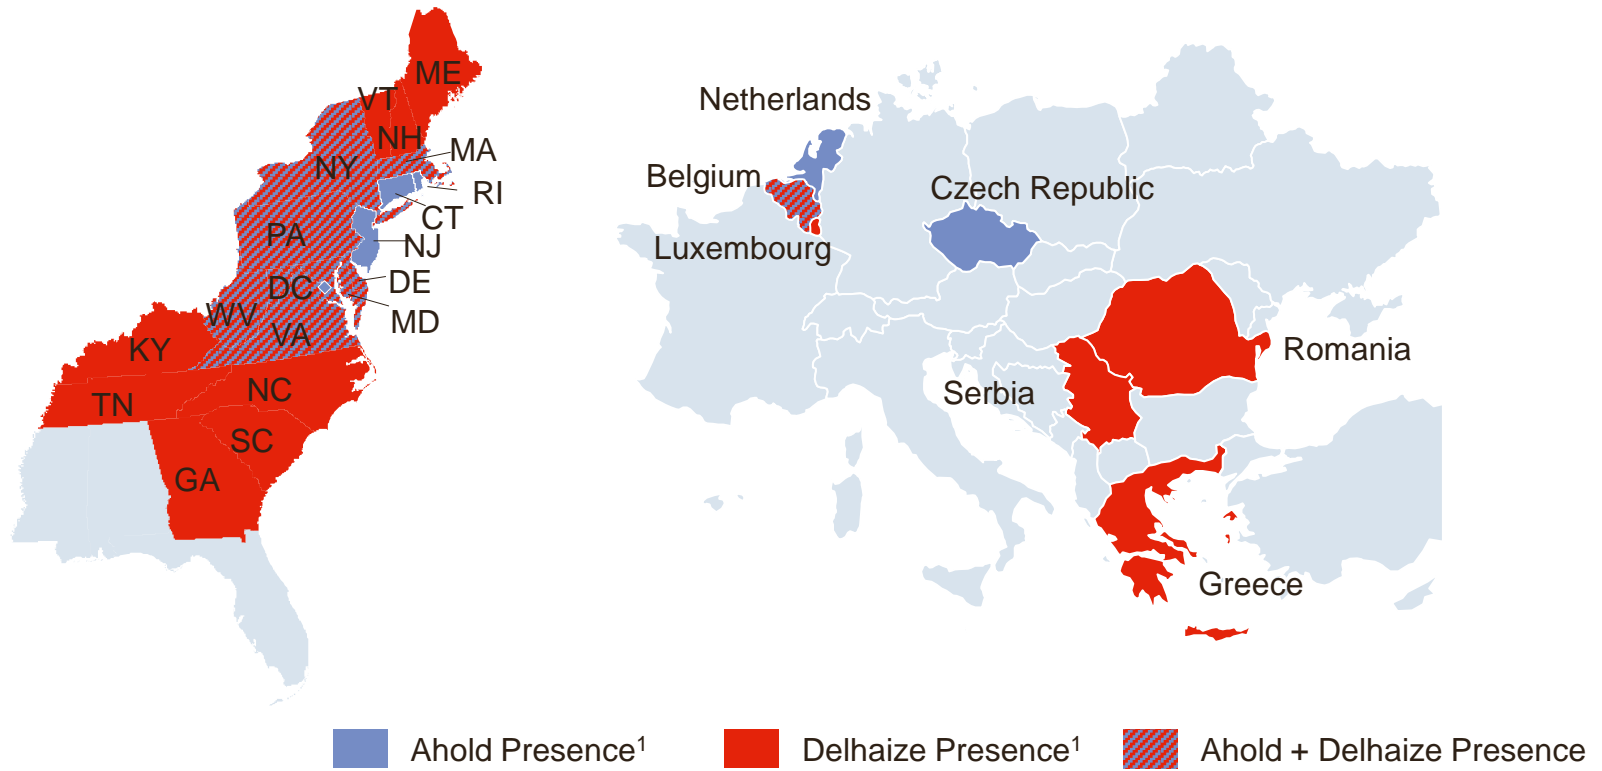 ME
VT
NH
MA
NY
RI
CT
PA
NJ
DC
DE
WV
MD
VA
KY
NC
TN
SC
GA
Netherlands
Belgium
Czech Republic
Luxembourg
Romania
Serbia
Greece
Ahold Presence¹
Delhaize Presence¹
Ahold + Delhaize Presence